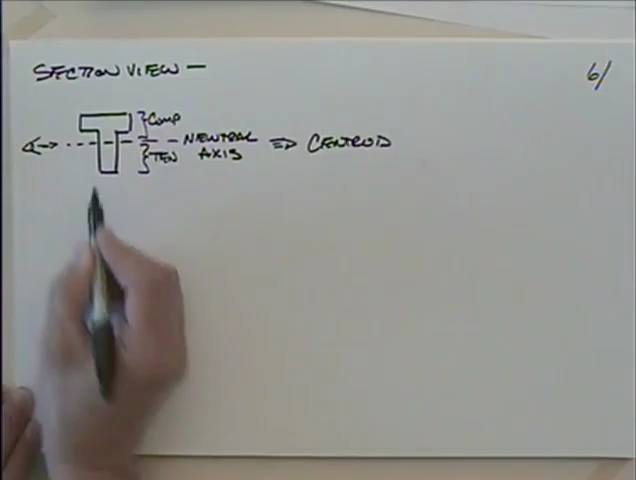 SECTION VIEW -
6/
COMP
NEUTRAL AXIS ⇒ CENTROID
TEN